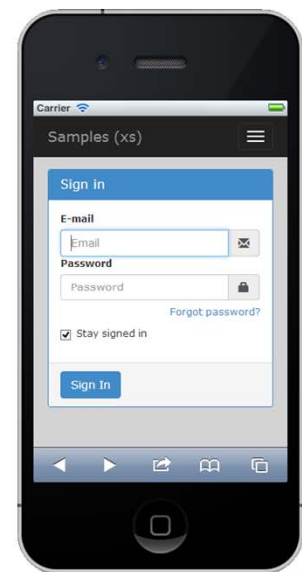 Carrier
Samples (xs)
Sign in
E-mail
Email
Password
Password
Forgot password?
Stay signed in
Sign In